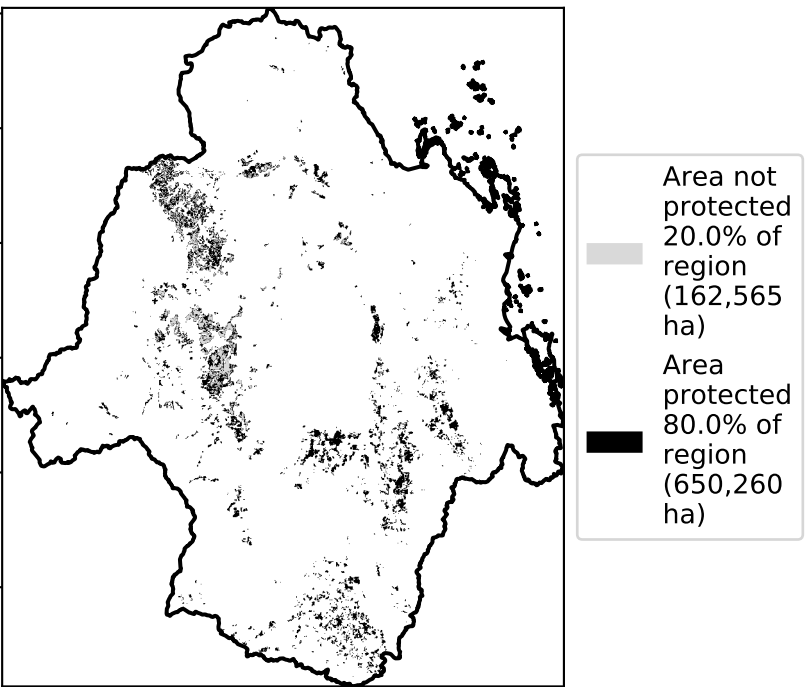 Area not
protected
20.0% of
region
(162,565
ha)
Area
protected
80.0% of
region
(650,260
ha)